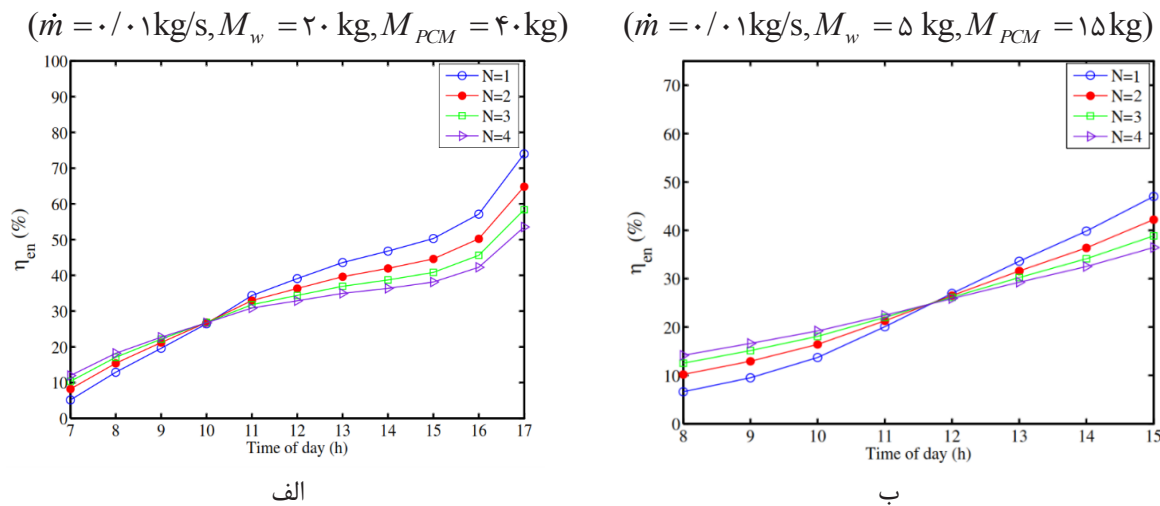 (ṁ = ۰/۰۱kg/s, M_w = ۲۰ kg, M_PCM = ۴۰kg)
100
90
80
70
60
50
40
30
20
10
0
η_en (%)
N=1
N=2
N=3
N=4
7 8 9 10 11 12 13 14 15 16 17
Time of day (h)
الف
(ṁ = ۰/۰۱kg/s, M_w = ۵ kg, M_PCM = ۱۵kg)
70
60
50
40
30
20
10
0
η_en (%)
N=1
N=2
N=3
N=4
8 9 10 11 12 13 14 15
Time of day (h)
ب